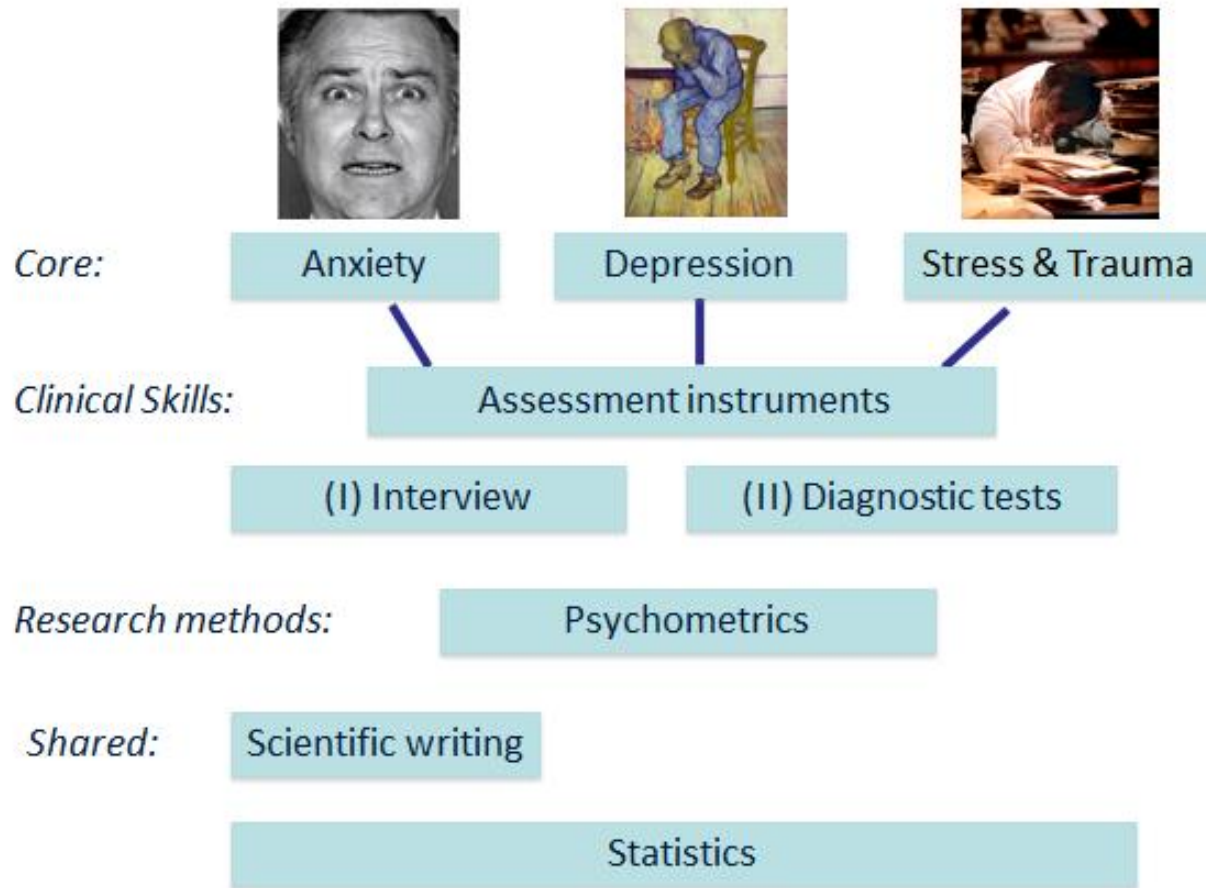 Core: Anxiety Depression Stress & Trauma
Clinical Skills: Assessment instruments
(I) Interview (II) Diagnostic tests
Research methods: Psychometrics
Shared: Scientific writing
Statistics